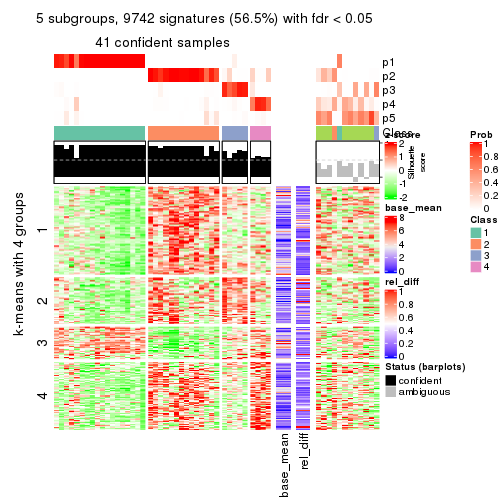 5 subgroups, 9742 signatures (56.5%) with fdr < 0.05
41 confident samples
p1
p2
p3
p4
p5
Class
k-means with 4 groups
1
2
3
4
base_mean
rel_diff
Silhouette
score
z-score
2
1
0
-1
-2
base_mean
8
6
4
2
0
rel_diff
1
0.8
0.6
0.4
0.2
0
Status (barplots)
confident
ambiguous
Prob
1
0.8
0.6
0.4
0.2
0
Class
1
2
3
4